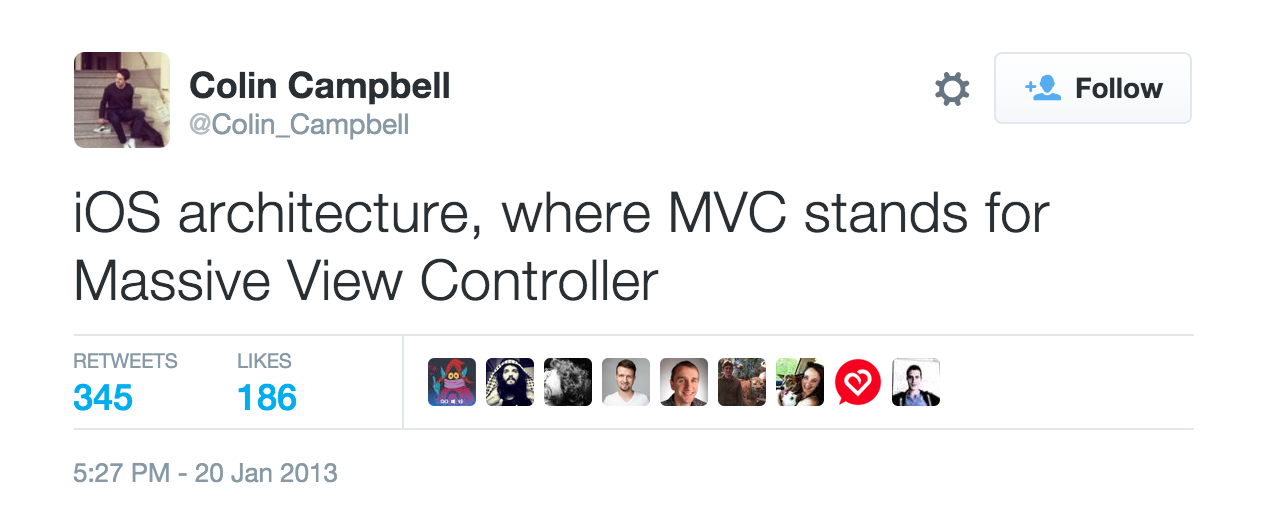 Colin Campbell
@Colin_Campbell
Follow
iOS architecture, where MVC stands for
Massive View Controller
RETWEETS LIKES
345 186
5:27 PM - 20 Jan 2013